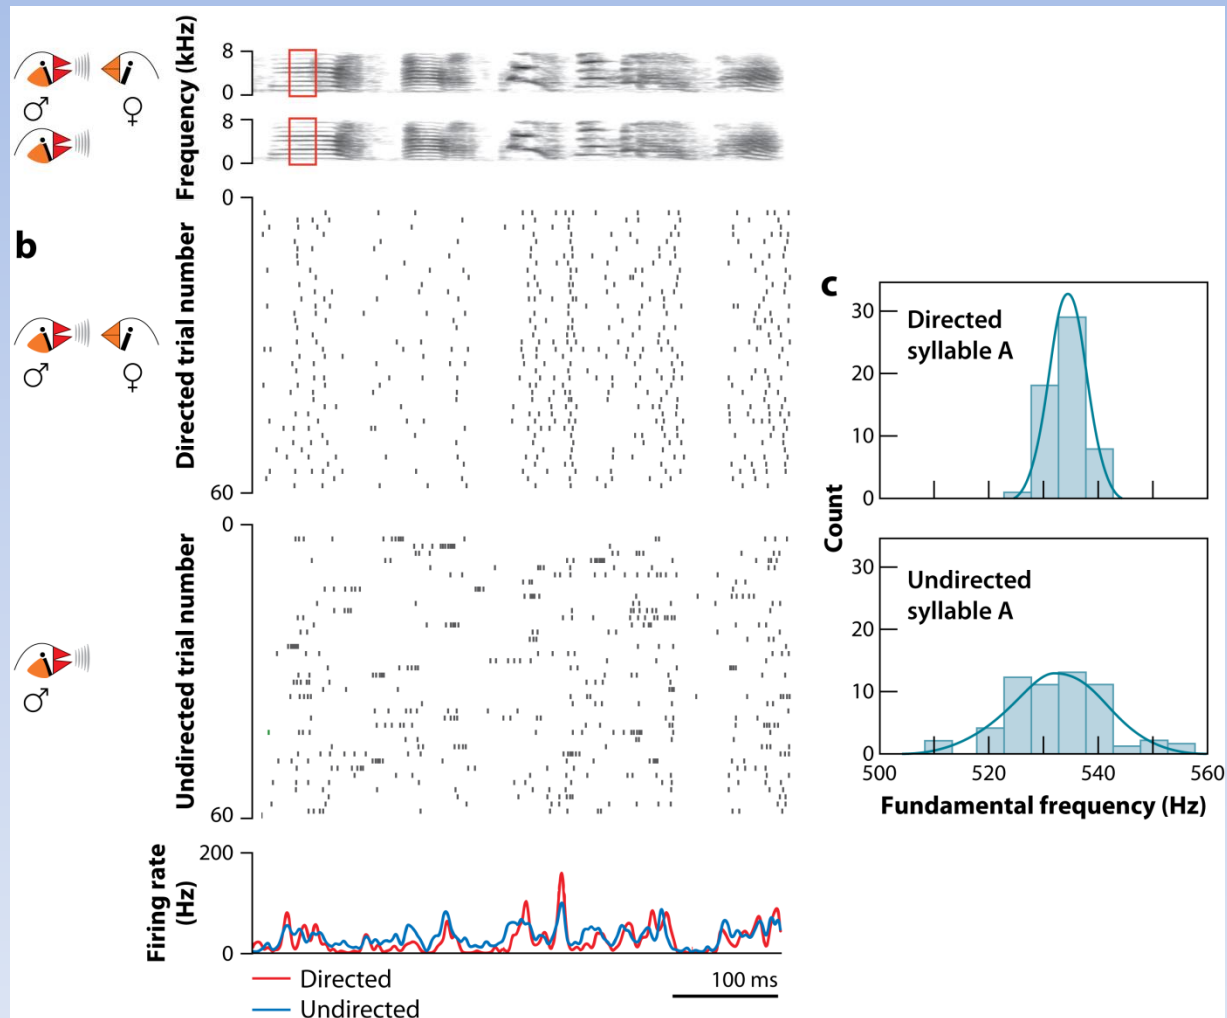 Frequency (kHz)
8
0
♂ ♀
8
0
b
Directed trial number
0
60
♂ ♀
Undirected trial number
0
60
♂
Firing rate
(Hz)
200
0
Directed
Undirected
100 ms
c
Count
Directed
syllable A
30
20
10
0
Undirected
syllable A
30
20
10
0
500 520 540 560
Fundamental frequency (Hz)